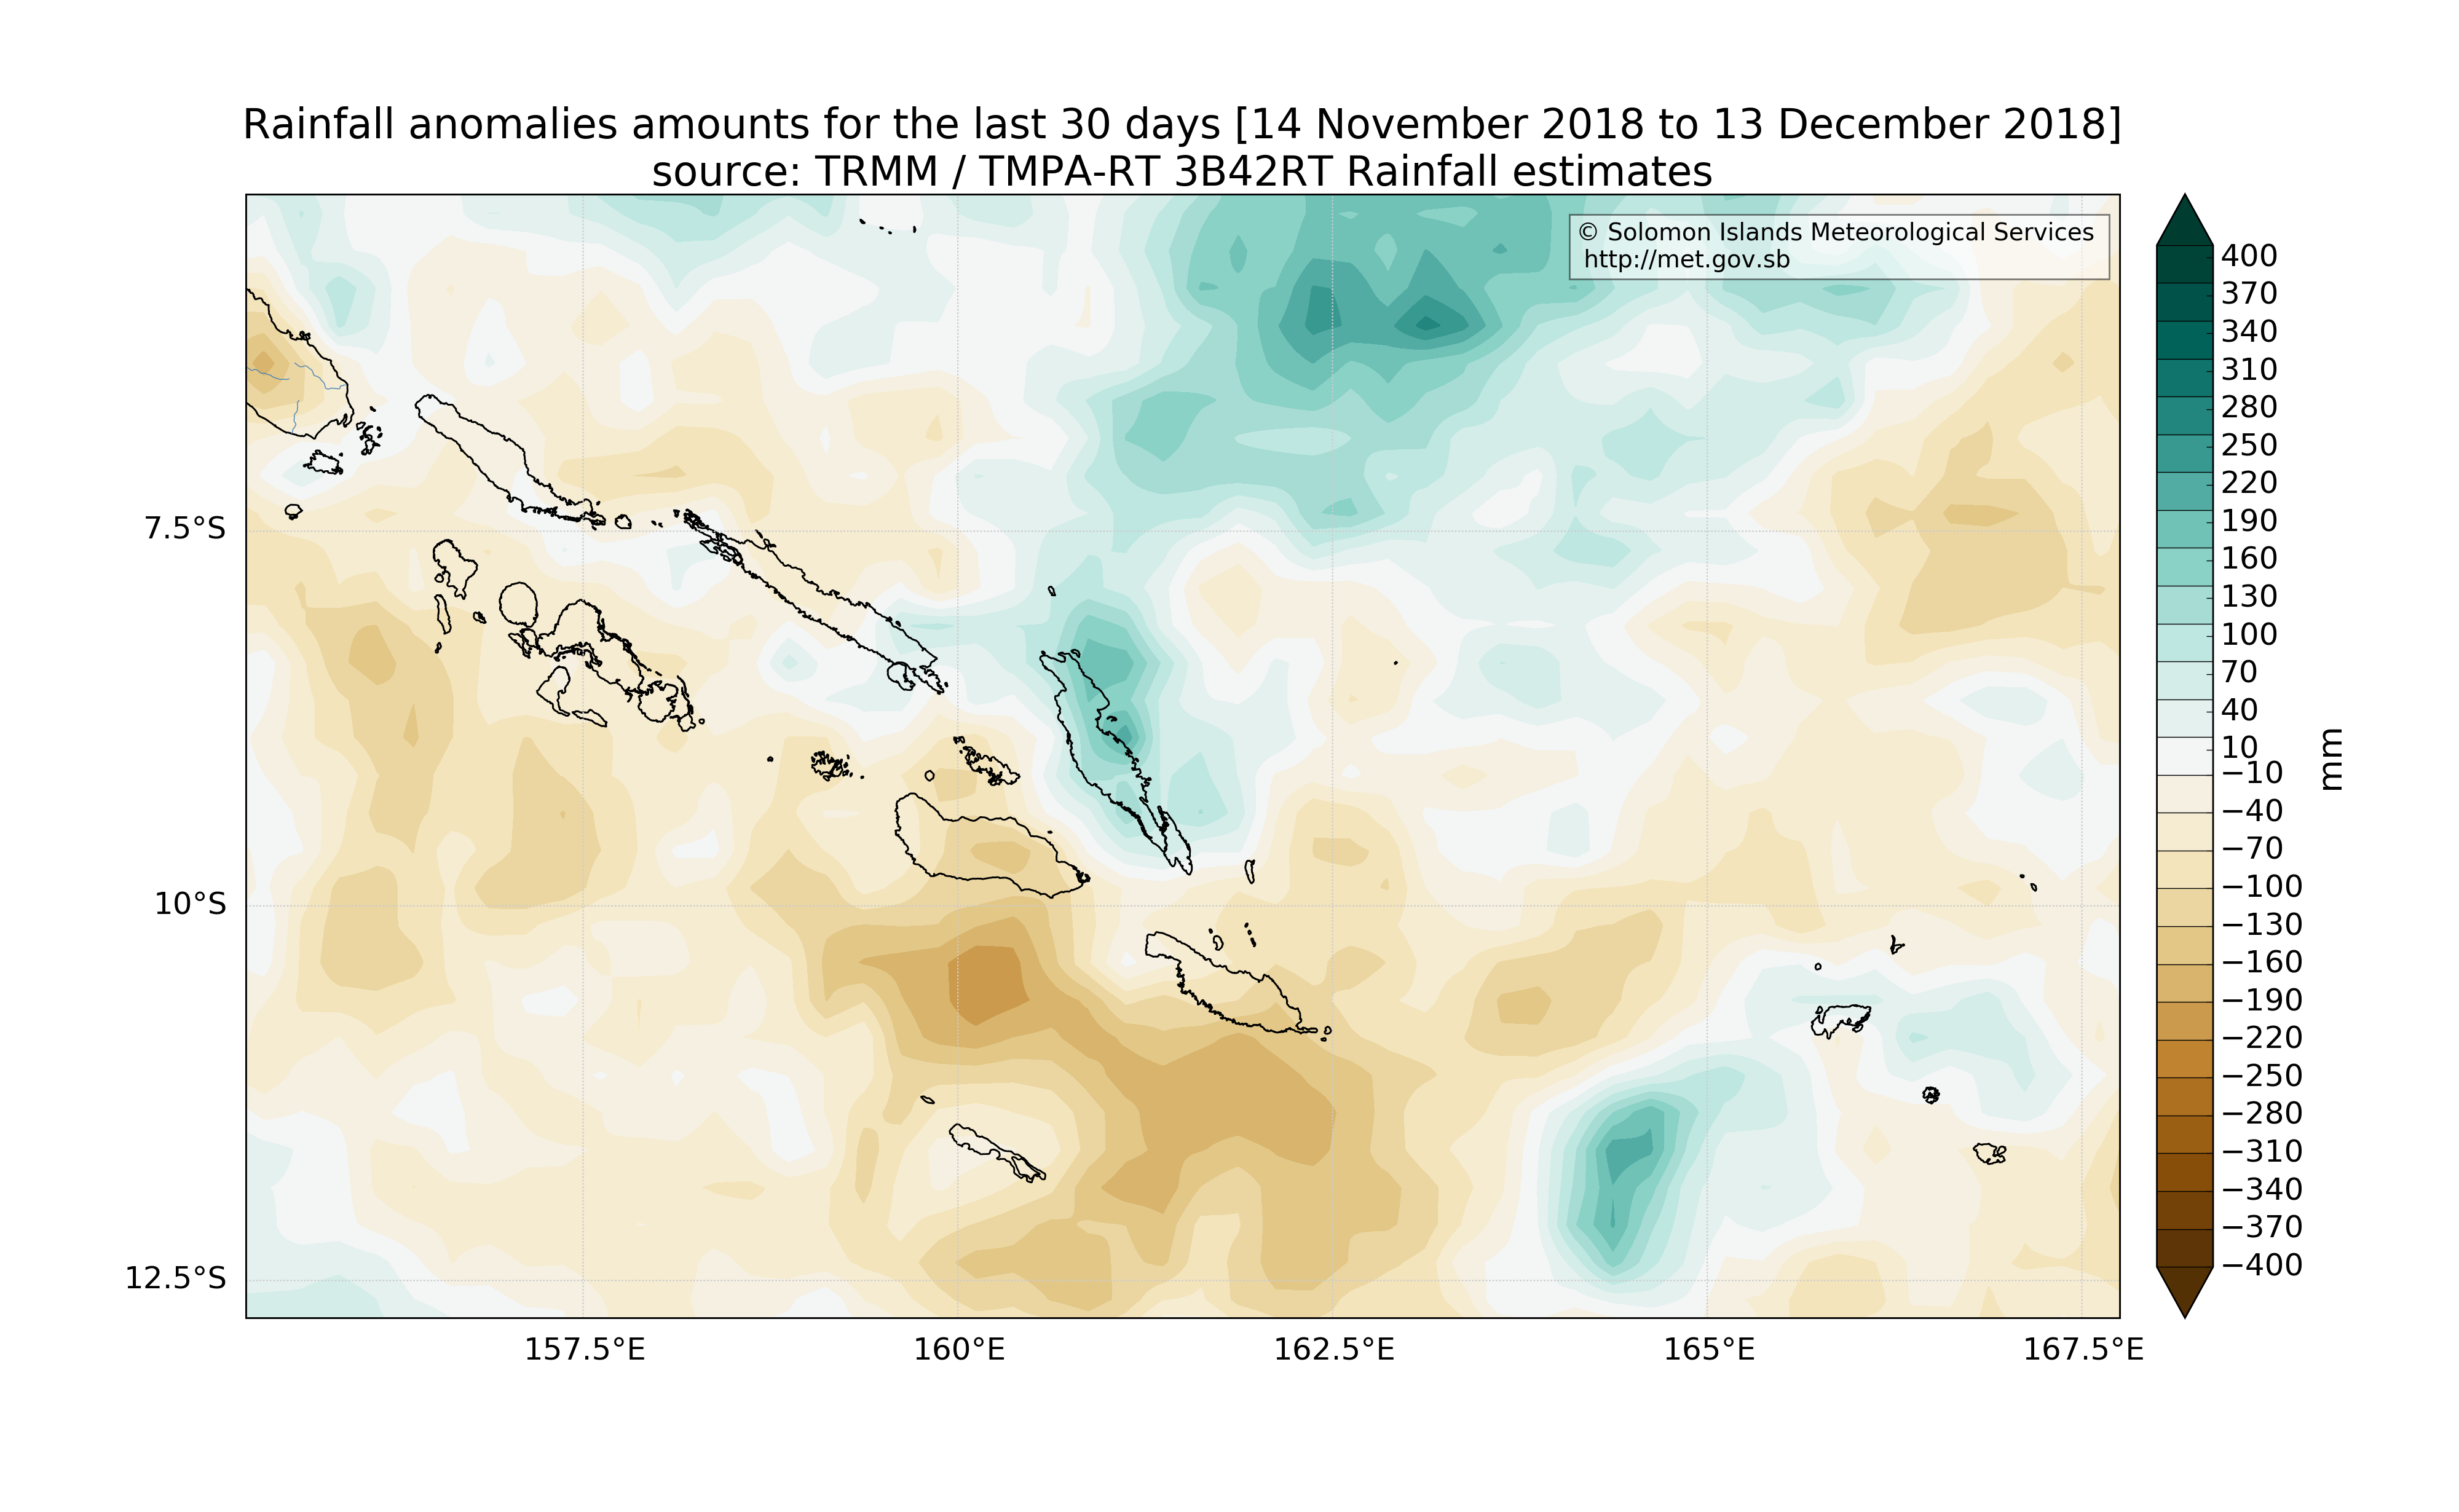 Rainfall anomalies amounts for the last 30 days [14 November 2018 to 13 December 2018]
source: TRMM / TMPA-RT 3B42RT Rainfall estimates
© Solomon Islands Meteorological Services
http://met.gov.sb
7.5°S
10°S
12.5°S
157.5°E
160°E
162.5°E
165°E
167.5°E
400
370
340
310
280
250
220
190
160
130
100
70
40
10
−10
−40
−70
−100
−130
−160
−190
−220
−250
−280
−310
−340
−370
−400
mm